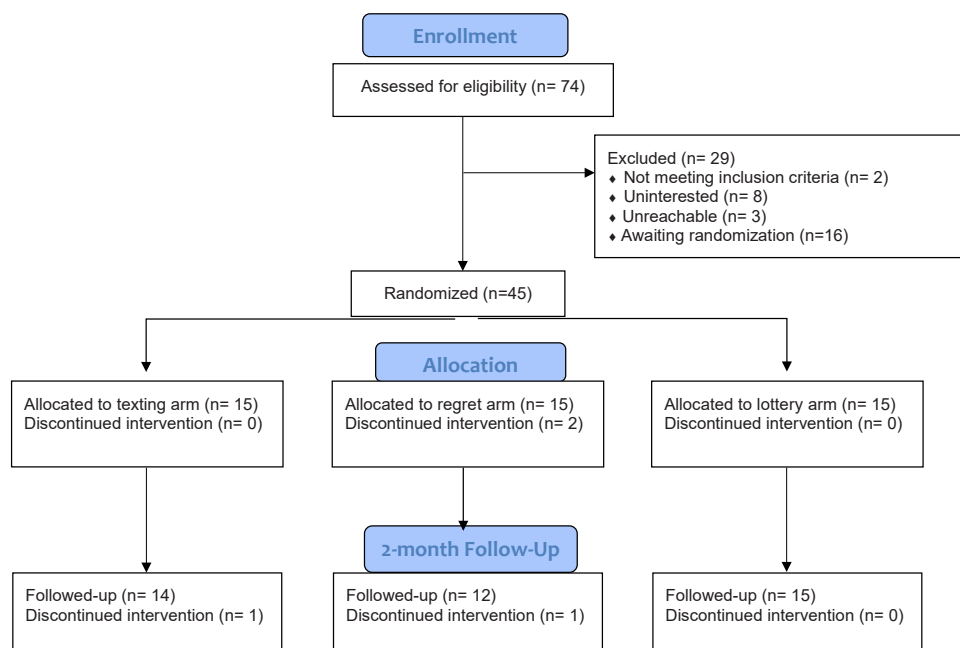 Enrollment
Assessed for eligibility (n= 74)
Excluded (n= 29)
♦ Not meeting inclusion criteria (n= 2)
♦ Uninterested (n= 8)
♦ Unreachable (n= 3)
♦ Awaiting randomization (n=16)
Randomized (n=45)
Allocation
Allocated to texting arm (n= 15)
Discontinued intervention (n= 0)
Allocated to regret arm (n= 15)
Discontinued intervention (n= 2)
Allocated to lottery arm (n= 15)
Discontinued intervention (n= 0)
2-month Follow-Up
Followed-up (n= 14)
Discontinued intervention (n= 1)
Followed-up (n= 12)
Discontinued intervention (n= 1)
Followed-up (n= 15)
Discontinued intervention (n= 0)